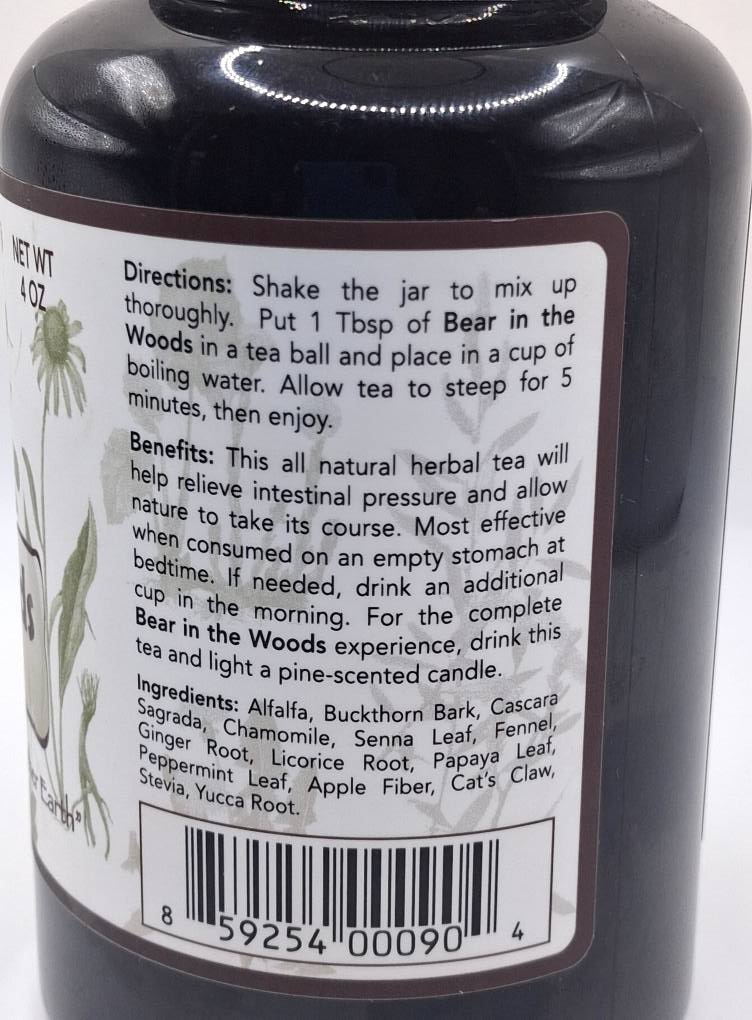 NET WT
4 OZ
Directions: Shake the jar to mix up
thoroughly. Put 1 Tbsp of Bear in the
Woods in a tea ball and place in a cup of
boiling water. Allow tea to steep for 5
minutes, then enjoy.
Benefits: This all natural herbal tea will
help relieve intestinal pressure and allow
nature to take its course. Most effective
when consumed on an empty stomach at
bedtime. If needed, drink an additional
cup in the morning. For the complete
Bear in the Woods experience, drink this
tea and light a pine-scented candle.
Ingredients: Alfalfa, Buckthorn Bark, Cascara
Sagrada, Chamomile, Senna Leaf, Fennel,
Ginger Root, Licorice Root, Papaya Leaf,
Peppermint Leaf, Apple Fiber, Cat's Claw,
Stevia, Yucca Root.
Earth"
8 59254 00090 4